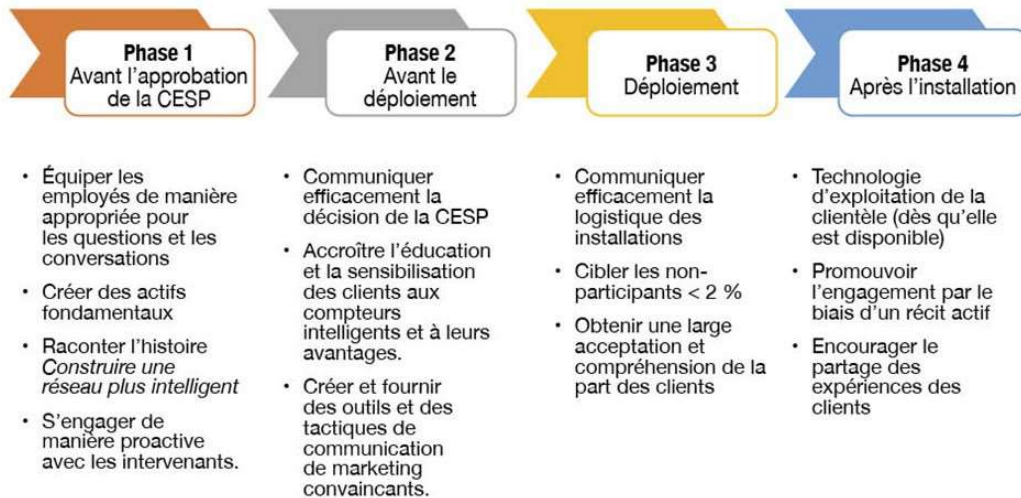 Phase 1
Avant l'approbation
de la CESP
• Équiper les
employés de manière
appropriée pour
les questions et les
conversations
• Créer des actifs
fondamentaux
• Raconter l'histoire
Construire une
réseau plus intelligent
• S'engager de
manière proactive
avec les intervenants.
Phase 2
Avant le
déploiement
• Communiquer
efficacement la
décision de la CESP
• Accroître l'éducation
et la sensibilisation
des clients aux
compteurs
intelligents et à leurs
avantages.
• Créer et fournir
des outils et des
tactiques de
communication
de marketing
convaincants.
Phase 3
Déploiement
• Communiquer
efficacement la
logistique des
installations
• Cibler les non-
participants < 2 %
• Obtenir une large
acceptation et
compréhension de la
part des clients
Phase 4
Après l'installation
• Technologie
d'exploitation de la
clientèle (dès qu'elle
est disponible)
• Promouvoir
l'engagement par le
biais d'un récit actif
• Encourager le
partage des
expériences des
clients